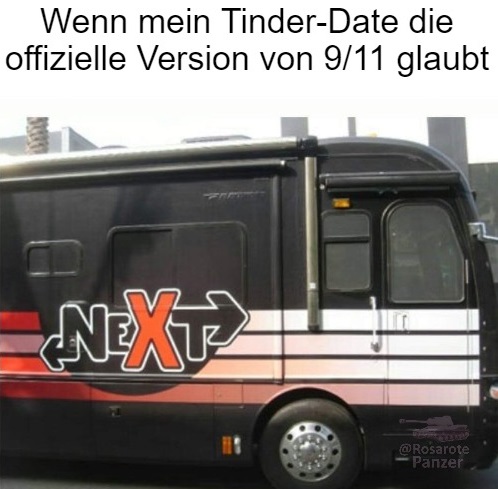 Wenn mein Tinder-Date die
offizielle Version von 9/11 glaubt
NEXT
@Rosarote
Panzer